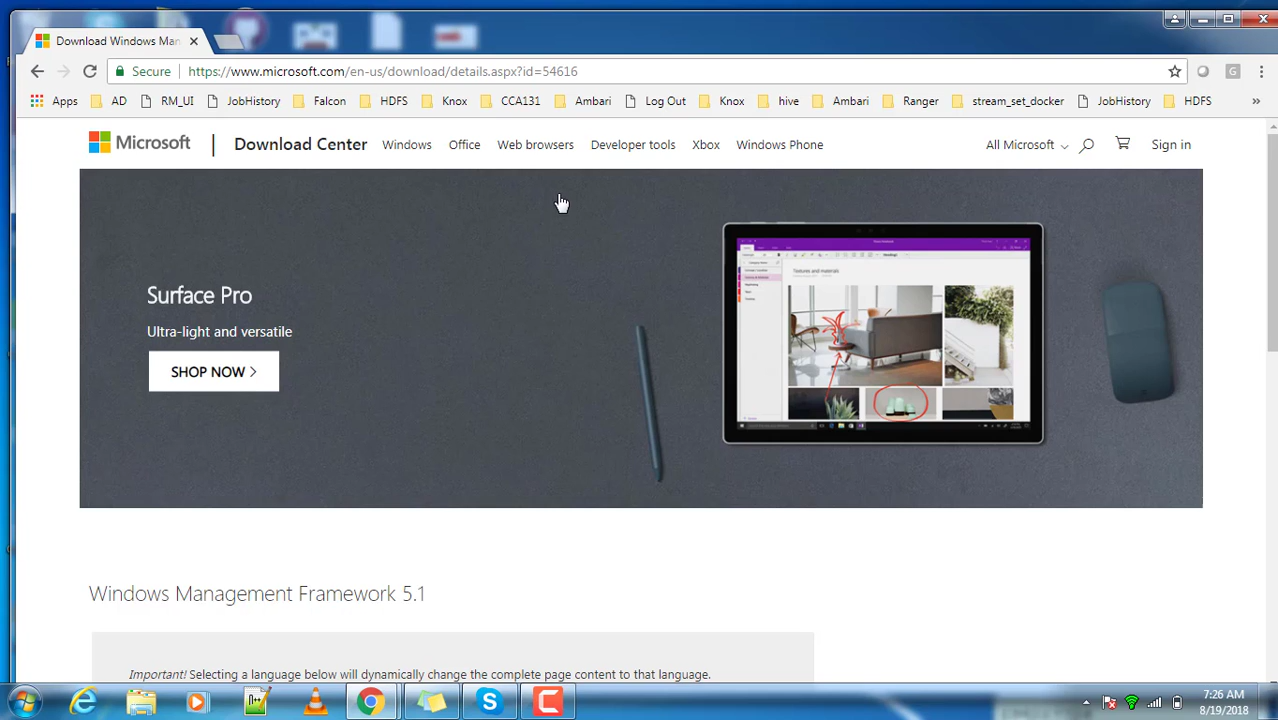 Download Windows Man
Secure https://www.microsoft.com/en-us/download/details.aspx?id=54616
Apps AD RM_UI JobHistory Falcon HDFS Knox CCA131 Ambari Log Out Knox hive Ambari Ranger stream_set_docker JobHistory HDFS »
Microsoft | Download Center Windows Office Web browsers Developer tools Xbox Windows Phone All Microsoft Sign in
Surface Pro
Ultra-light and versatile
SHOP NOW >
Windows Management Framework 5.1
Important! Selecting a language below will dynamically change the complete page content to that language.
7:26 AM
8/19/2018